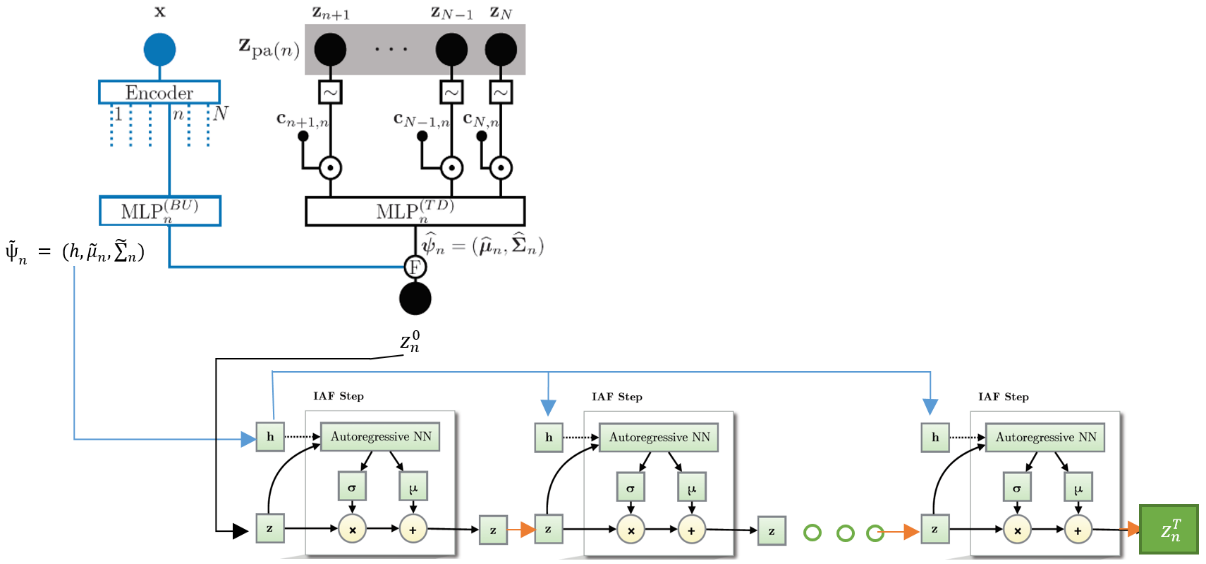 x z_{n+1} z_{N−1} z_N
z_{pa(n)} · · ·
Encoder ∼ ∼ ∼
1 n N
c_{n+1,n} c_{N−1,n} c_{N,n}
MLP_n^{(BU)} MLP_n^{(TD)}
ψ̃_n = (h, μ̃_n, Σ̃_n) ψ̂_n = (μ̂_n, Σ̂_n)
F
z_n^0
IAF Step IAF Step IAF Step
h Autoregressive NN h Autoregressive NN h Autoregressive NN
σ μ σ μ σ μ
z × + z z × + z z × + z_n^T